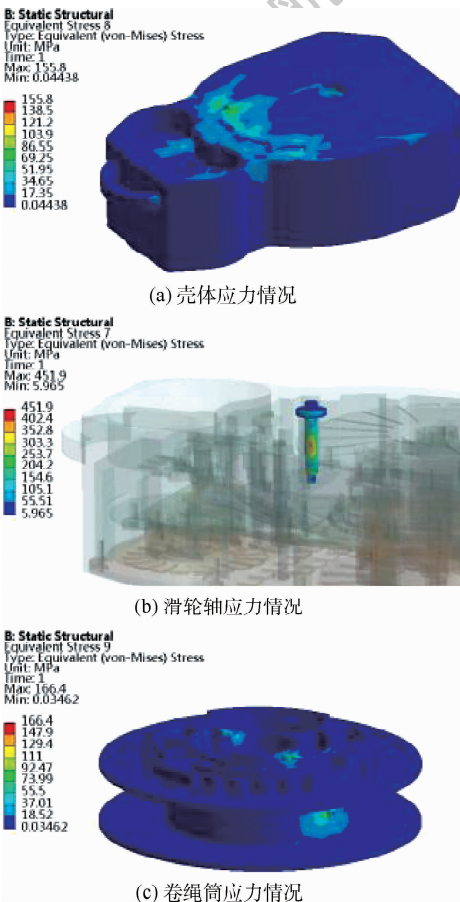 B: Static Structural
Equivalent Stress 8
Type: Equivalent (von-Mises) Stress
Unit: MPa
Time: 1
Max: 155.8
Min: 0.04438
155.8
138.5
121.2
103.9
86.55
69.25
51.95
34.65
17.35
0.04438
(a) 壳体应力情况
B: Static Structural
Equivalent Stress 7
Type: Equivalent (von-Mises) Stress
Unit: MPa
Time: 1
Max: 451.9
Min: 5.965
451.9
402.4
352.8
303.3
253.7
204.2
154.6
105.1
55.51
5.965
(b) 滑轮轴应力情况
B: Static Structural
Equivalent Stress 9
Type: Equivalent (von-Mises) Stress
Unit: MPa
Time: 1
Max: 166.4
Min: 0.03462
166.4
147.9
129.4
111
92.47
73.99
55.5
37.01
18.52
0.03462
(c) 卷绳筒应力情况